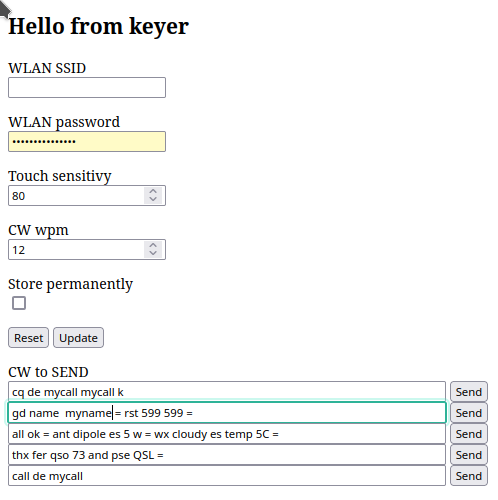 Hello from keyer
WLAN SSID
WLAN password
•••••••••••••••
Touch sensitivy
80
CW wpm
12
Store permanently
Reset Update
CW to SEND
cq de mycall mycall k Send
gd name  myname= rst 599 599 = Send
all ok = ant dipole es 5 w = wx cloudy es temp 5C = Send
thx fer qso 73 and pse QSL = Send
call de mycall Send